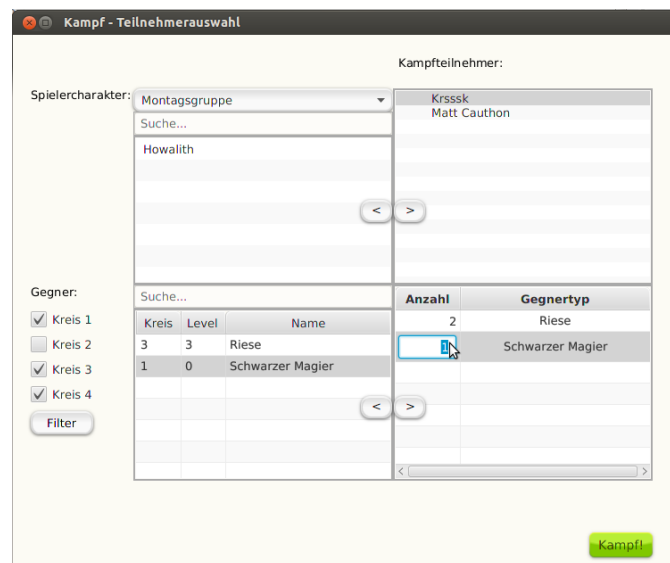 Kampf - Teilnehmerauswahl
Kampfteilnehmer:
Spielercharakter:
Montagsgruppe
Suche...
Howalith
Krsssk
Matt Cauthon
< >
Gegner:
Kreis 1
Kreis 2
Kreis 3
Kreis 4
Filter
Suche...
Kreis Level Name
3 3 Riese
1 0 Schwarzer Magier
< >
Anzahl Gegnertyp
2 Riese
1 Schwarzer Magier
Kampf!